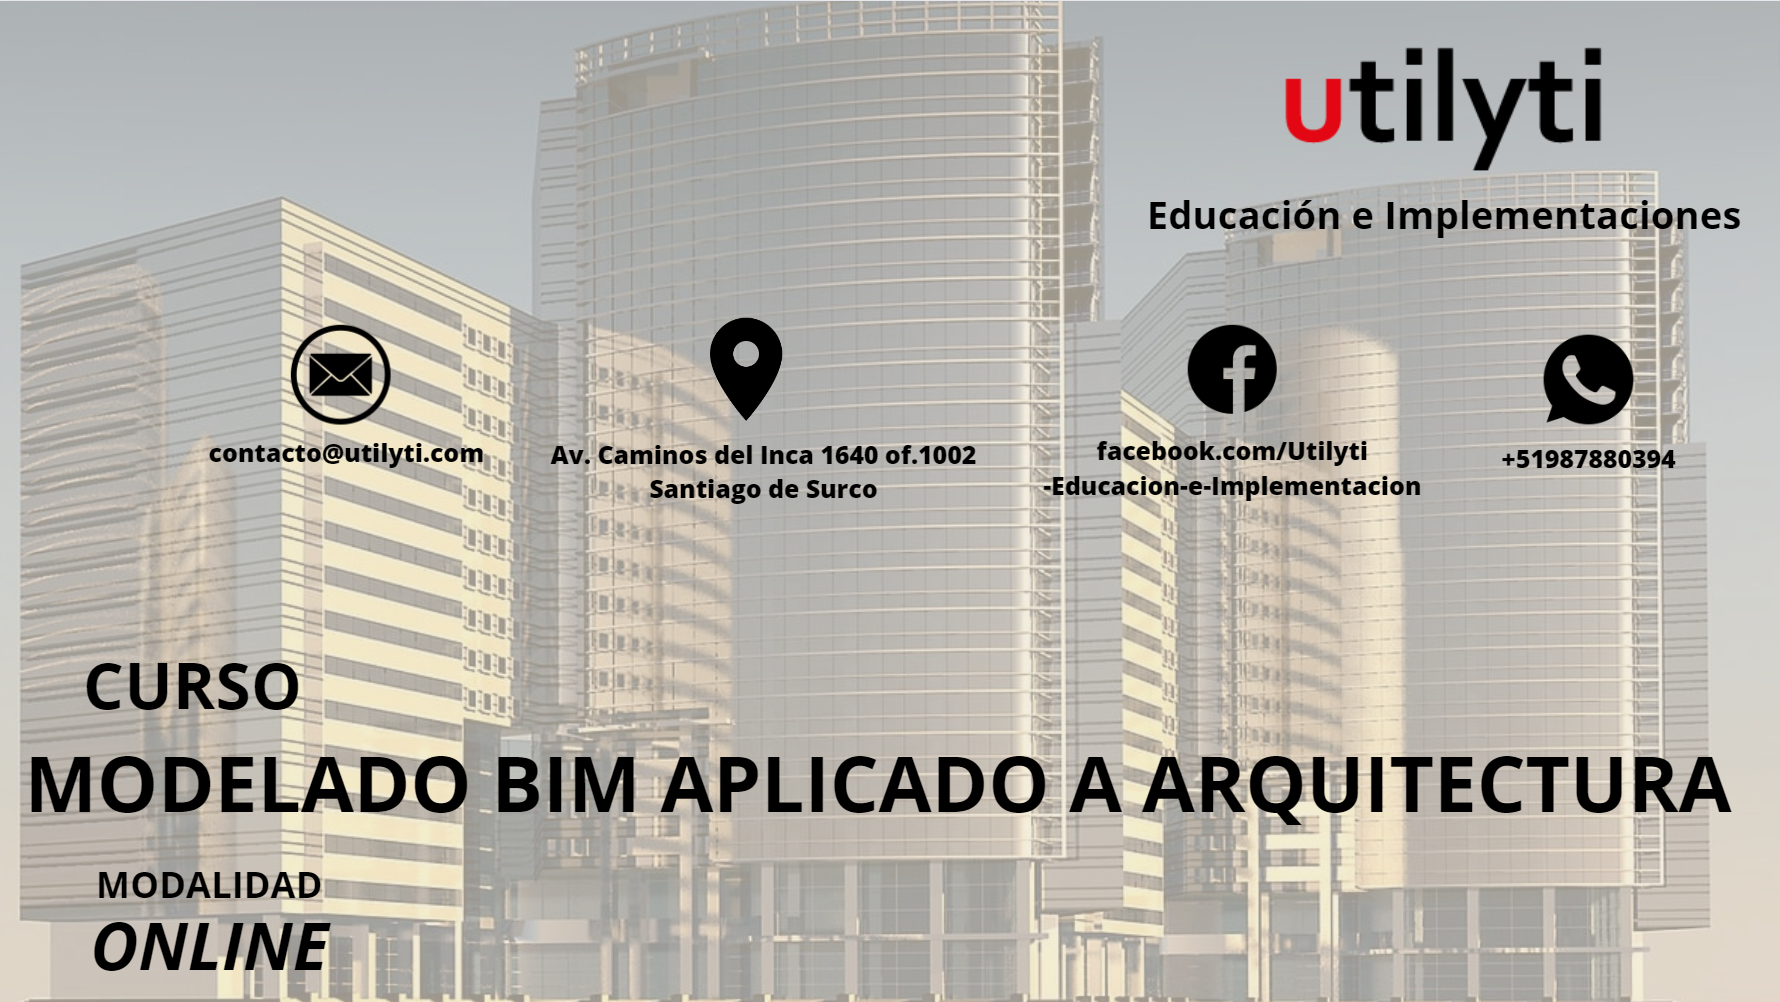 utilyti
Educación e Implementaciones
contacto@utilyti.com
Av. Caminos del Inca 1640 of.1002
Santiago de Surco
facebook.com/Utilyti
-Educacion-e-Implementacion
+51987880394
CURSO
MODELADO BIM APLICADO A ARQUITECTURA
MODALIDAD
ONLINE